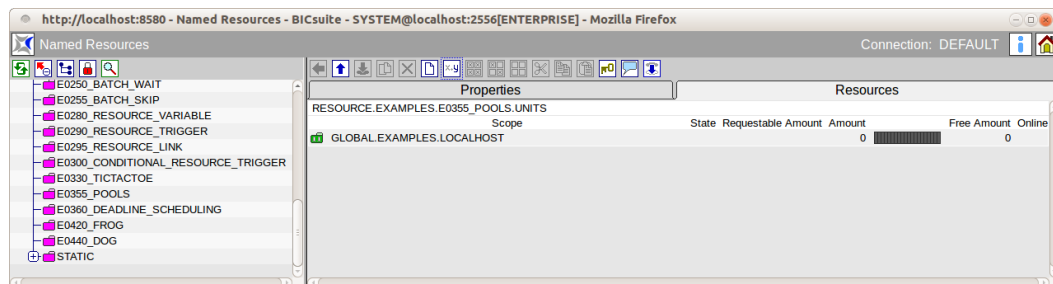 http://localhost:8580 - Named Resources - BICsuite - SYSTEM@localhost:2556[ENTERPRISE] - Mozilla Firefox
Named Resources
Connection: DEFAULT
E0250_BATCH_WAIT
E0255_BATCH_SKIP
E0280_RESOURCE_VARIABLE
E0290_RESOURCE_TRIGGER
E0295_RESOURCE_LINK
E0300_CONDITIONAL_RESOURCE_TRIGGER
E0330_TICTACTOE
E0355_POOLS
E0360_DEADLINE_SCHEDULING
E0420_FROG
E0440_DOG
STATIC
x.y
Properties Resources
RESOURCE.EXAMPLES.E0355_POOLS.UNITS
Scope State Requestable Amount Amount Free Amount Online
GLOBAL.EXAMPLES.LOCALHOST 0 0